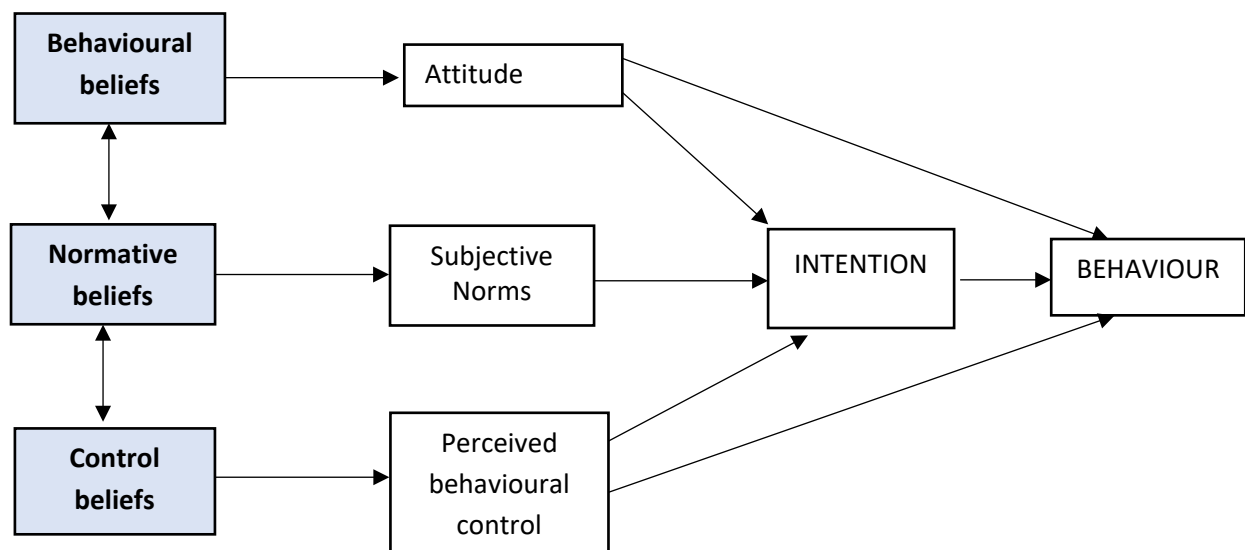 Behavioural
beliefs
Attitude
Normative
beliefs
Subjective
Norms
INTENTION
BEHAVIOUR
Control
beliefs
Perceived
behavioural
control